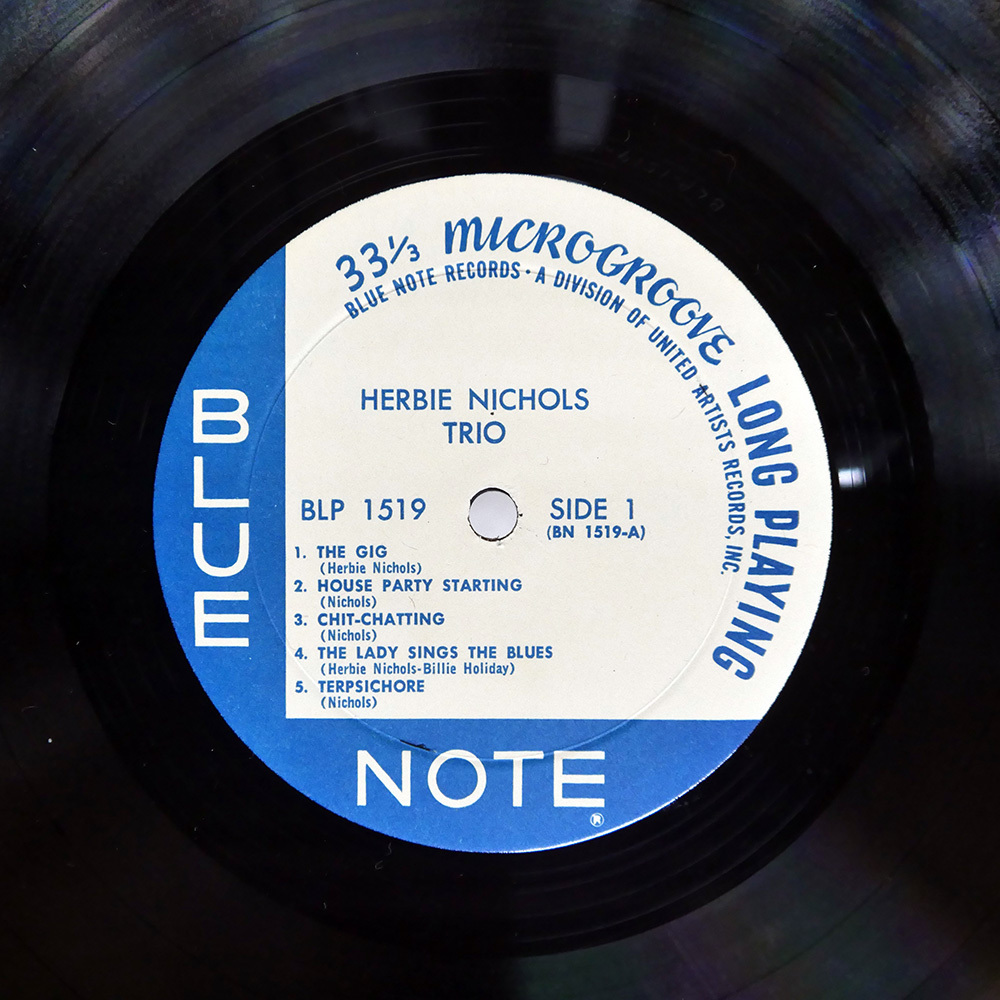 33⅓ MICROGROOVE LONG PLAYING
BLUE NOTE RECORDS · A DIVISION OF UNITED ARTISTS RECORDS, INC.
HERBIE NICHOLS
TRIO
BLP 1519
SIDE 1
(BN 1519-A)
1. THE GIG
(Herbie Nichols)
2. HOUSE PARTY STARTING
(Nichols)
3. CHIT-CHATTING
(Nichols)
4. THE LADY SINGS THE BLUES
(Herbie Nichols-Billie Holiday)
5. TERPSICHORE
(Nichols)
BLUE
NOTE
®